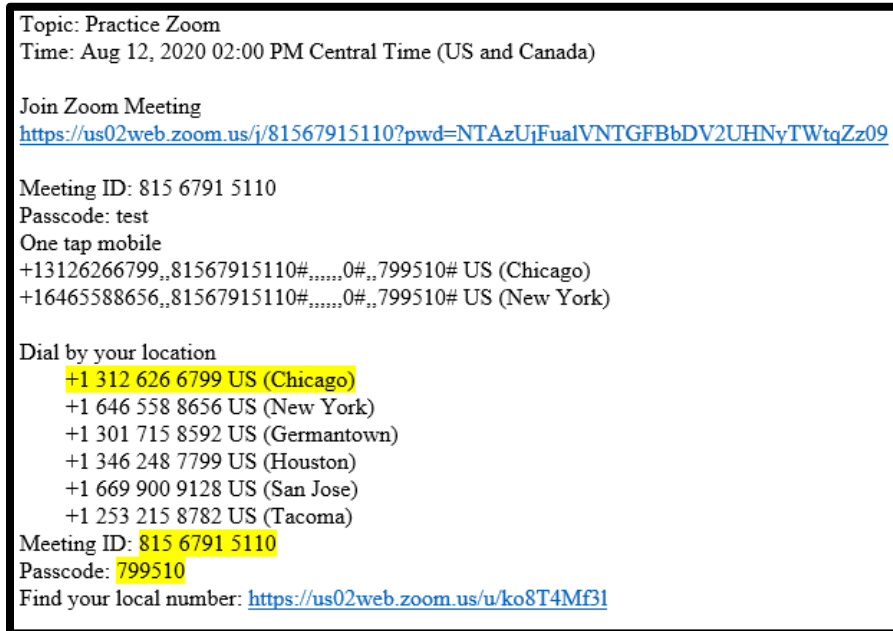 Topic: Practice Zoom
Time: Aug 12, 2020 02:00 PM Central Time (US and Canada)
Join Zoom Meeting
https://us02web.zoom.us/j/81567915110?pwd=NTAzUjFualVNTGFBbDV2UHNyTWtqZz09
Meeting ID: 815 6791 5110
Passcode: test
One tap mobile
+13126266799,,81567915110#,,,,,,0#,,799510# US (Chicago)
+16465588656,,81567915110#,,,,,,0#,,799510# US (New York)
Dial by your location
+1 312 626 6799 US (Chicago)
+1 646 558 8656 US (New York)
+1 301 715 8592 US (Germantown)
+1 346 248 7799 US (Houston)
+1 669 900 9128 US (San Jose)
+1 253 215 8782 US (Tacoma)
Meeting ID: 815 6791 5110
Passcode: 799510
Find your local number: https://us02web.zoom.us/u/ko8T4Mf3l